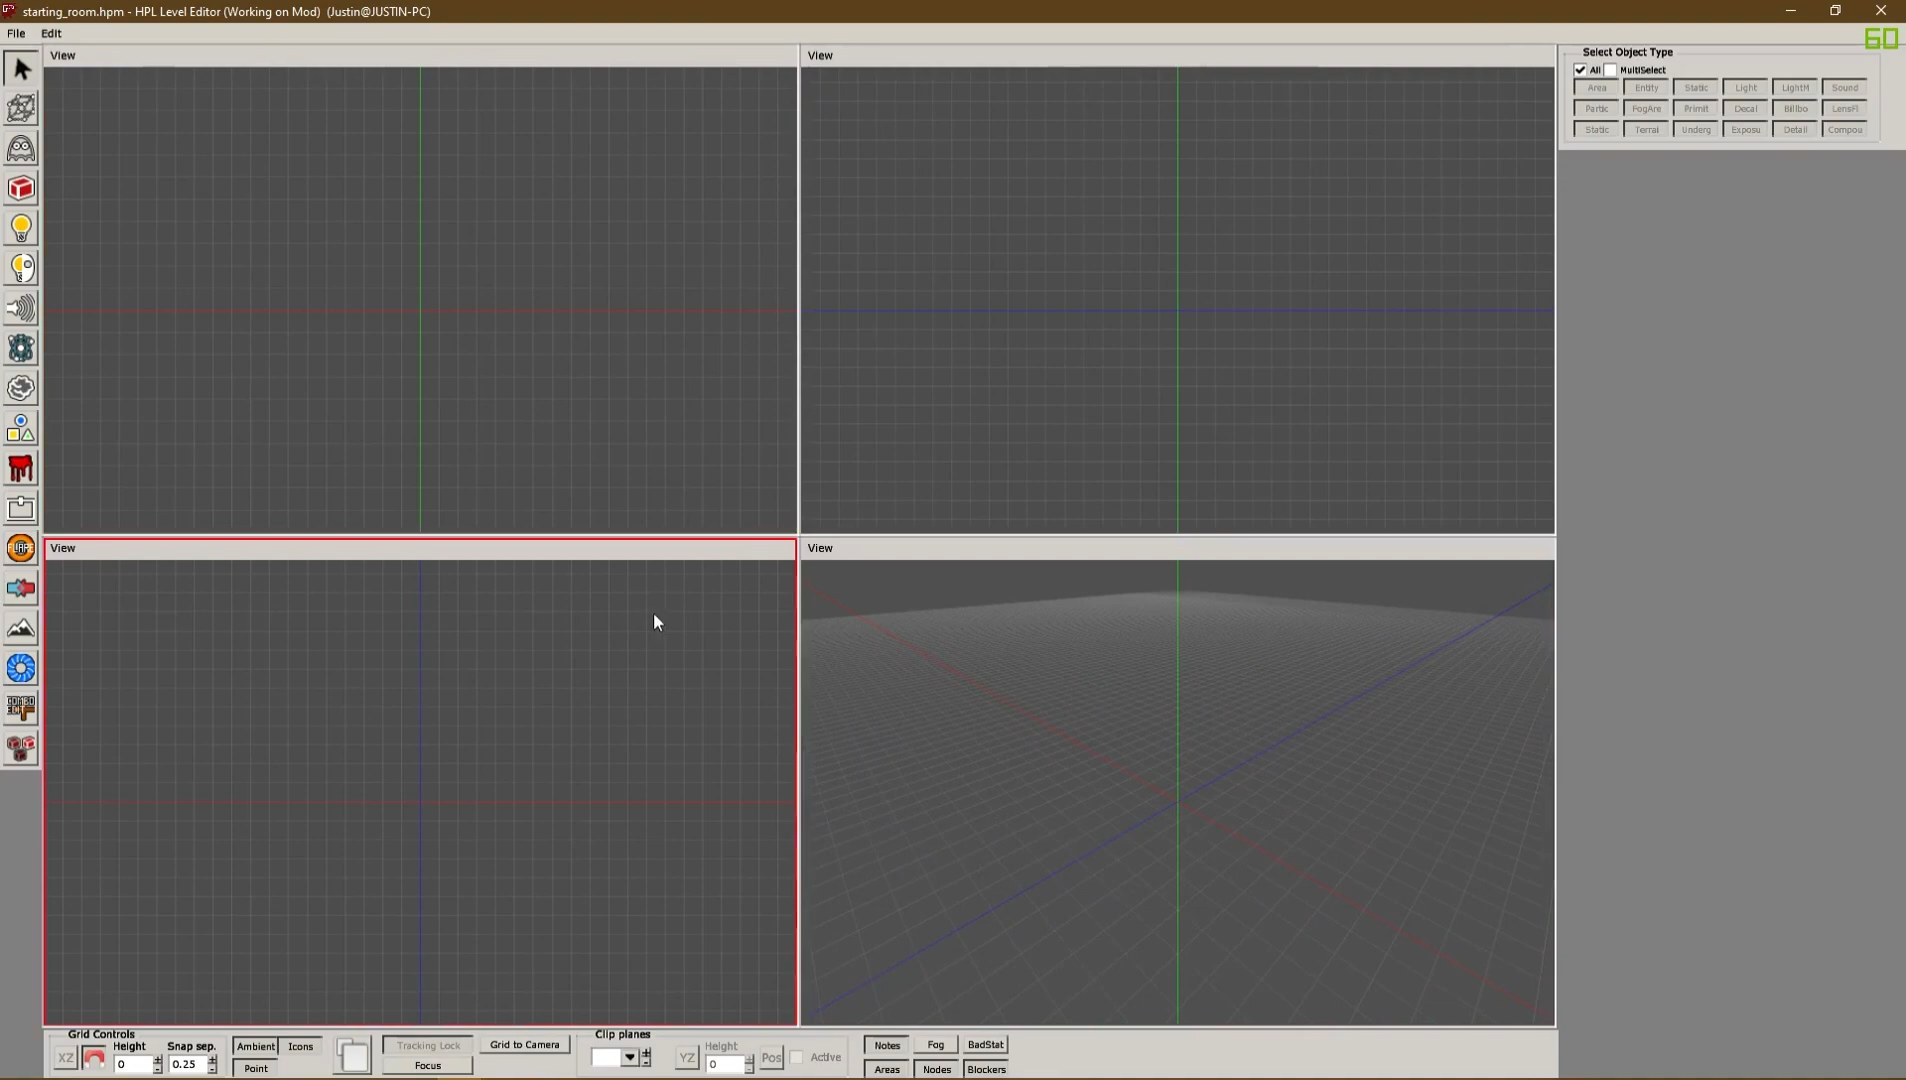 starting_room.hpm - HPL Level Editor (Working on Mod) (Justin@JUSTIN-PC)
File Edit
60
View View
Select Object Type
All MultiSelect
Area Entity Static Light LightM Sound
Partic FogAre Primit Decal Billbo LensFl
Static Terrai Underg Exposu Detail Compou
FLARE
COMBO
View View
Grid Controls
XZ Height 0 Snap sep. 0.25
Ambient Icons
Point
Tracking Lock Grid to Camera
Focus
Clip planes
YZ Height 0 Pos Active
Notes Fog BadStat
Areas Nodes Blockers